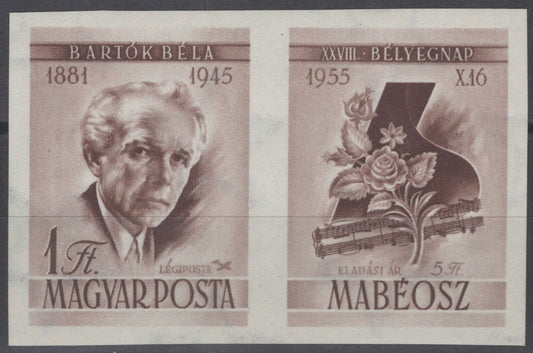 BARTÓK BÉLA
1881 1945
1 Ft.
LÉGIPOSTA
MAGYAR POSTA
XXVIII · BÉLYEGNAP
1955 X.16
ELADÁSI ÁR 5 Ft.
MABÉOSZ